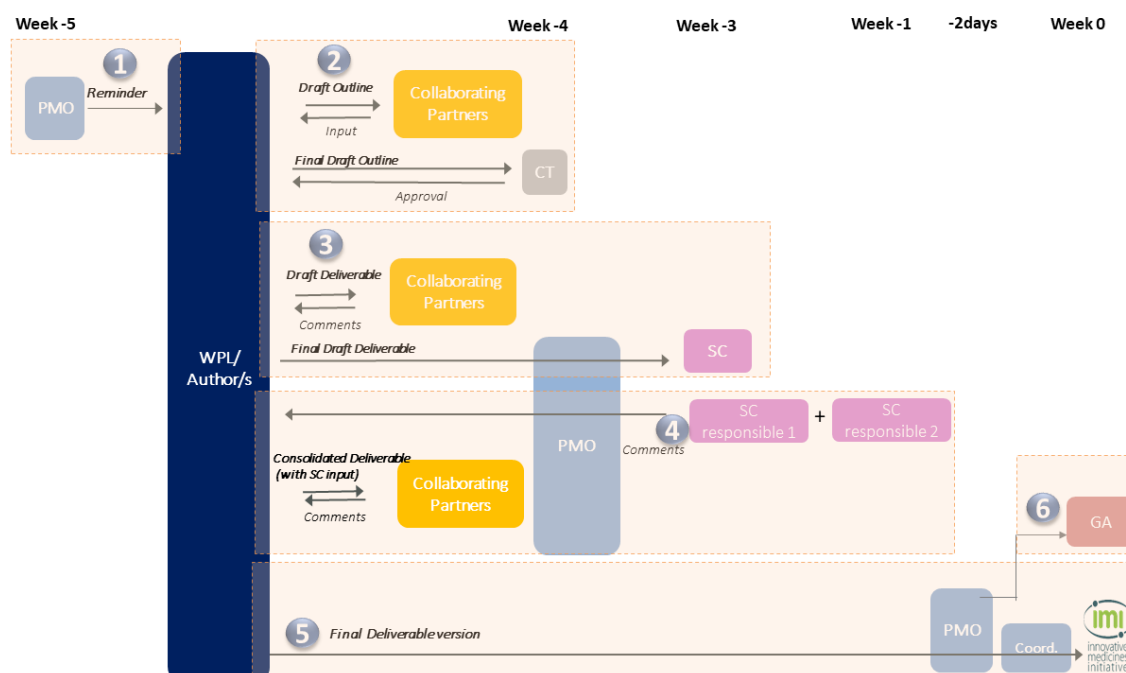 Week -5
Week -4
Week -3
Week -1
-2days
Week 0
1
PMO
Reminder
2
Draft Outline
Input
Collaborating
Partners
Final Draft Outline
CT
Approval
3
Draft Deliverable
Comments
Collaborating
Partners
Final Draft Deliverable
SC
WPL/
Author/s
PMO
4
Comments
SC
responsible 1
+
SC
responsible 2
Consolidated Deliverable
(with SC input)
Comments
Collaborating
Partners
6
GA
5
Final Deliverable version
PMO
Coord.
imi
innovative
medicines
initiative